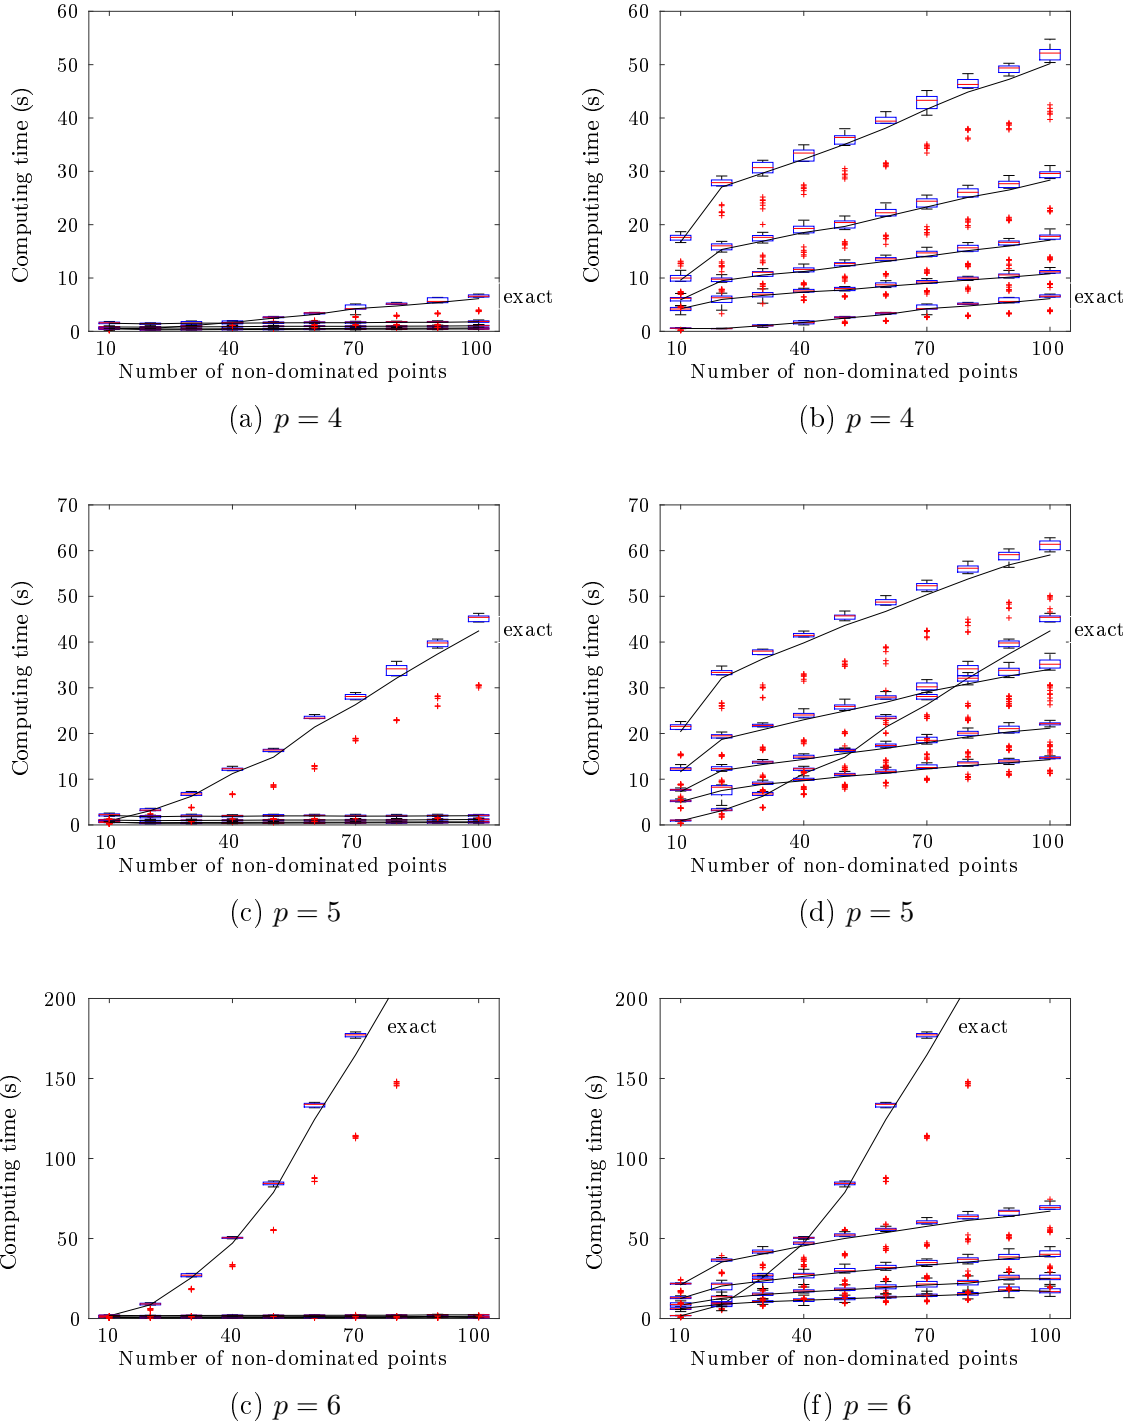 60
50
40
30
20
10
0
Computing time (s)
exact
10 40 70 100
Number of non-dominated points
(a) p = 4
60
50
40
30
20
10
0
Computing time (s)
exact
10 40 70 100
Number of non-dominated points
(b) p = 4
70
60
50
40
30
20
10
0
Computing time (s)
exact
10 40 70 100
Number of non-dominated points
(c) p = 5
70
60
50
40
30
20
10
0
Computing time (s)
exact
10 40 70 100
Number of non-dominated points
(d) p = 5
200
150
100
50
0
Computing time (s)
exact
10 40 70 100
Number of non-dominated points
(c) p = 6
200
150
100
50
0
Computing time (s)
exact
10 40 70 100
Number of non-dominated points
(f) p = 6